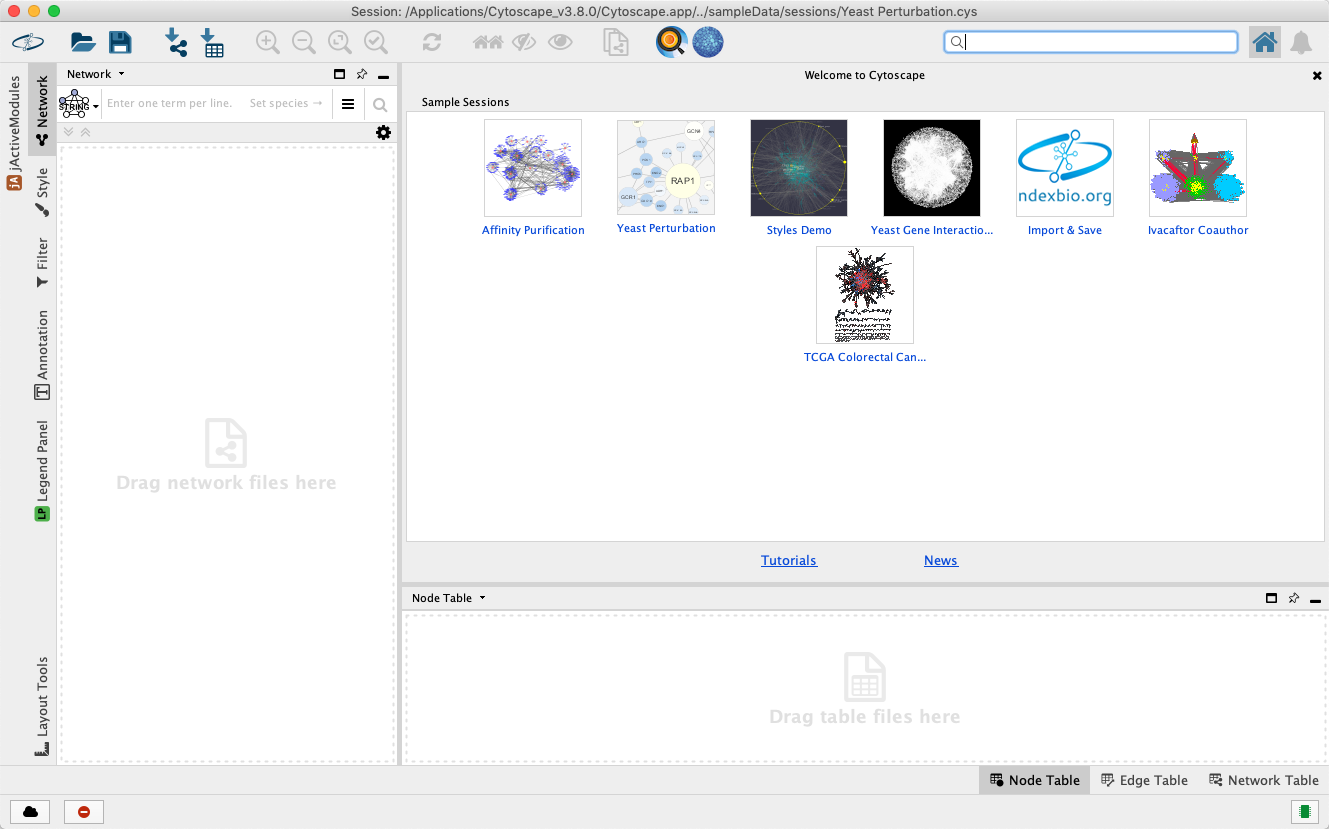 Session: /Applications/Cytoscape_v3.8.0/Cytoscape.app/../sampleData/sessions/Yeast Perturbation.cys
jActiveModules
jA
Network
Style
Filter
Annotation
T
Legend Panel
LP
Layout Tools
Network
STRING
Enter one term per line.
Set species →
Drag network files here
Welcome to Cytoscape
Sample Sessions
GCN4
RAP1
GCR1
ndexbio.org
Affinity Purification
Yeast Perturbation
Styles Demo
Yeast Gene Interactio...
Import & Save
Ivacaftor Coauthor
TCGA Colorectal Can...
Tutorials
News
Node Table
Drag table files here
Node Table
Edge Table
Network Table